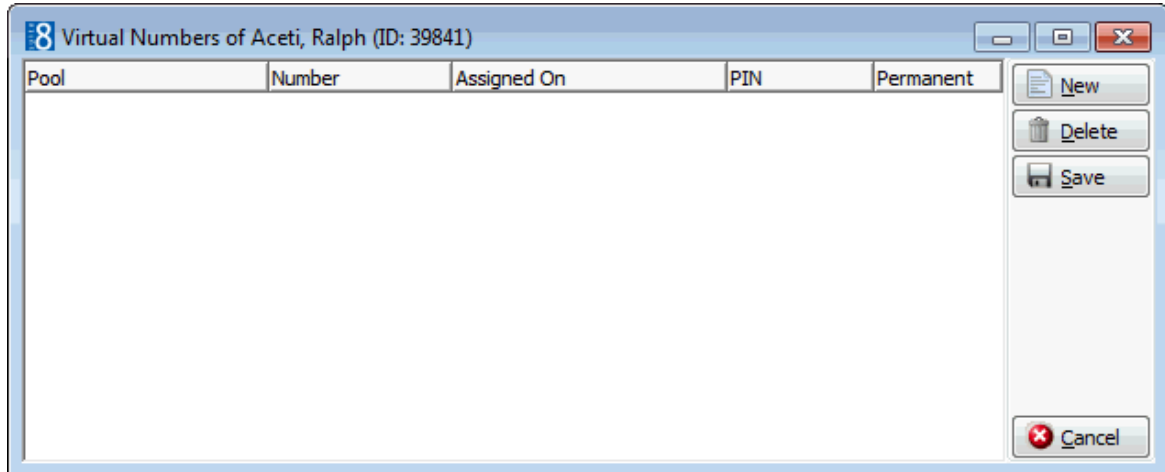 8 Virtual Numbers of Aceti, Ralph (ID: 39841)
Pool Number Assigned On PIN Permanent
New
Delete
Save
Cancel